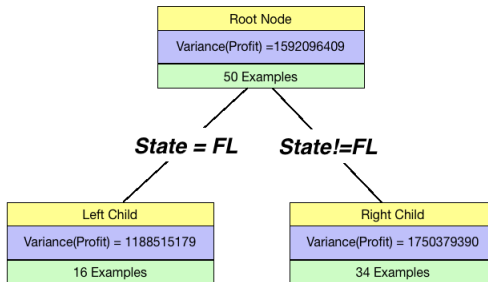 Root Node
Variance(Profit) =1592096409
50 Examples
State = FL
State!=FL
Left Child
Variance(Profit) = 1188515179
16 Examples
Right Child
Variance(Profit) = 1750379390
34 Examples